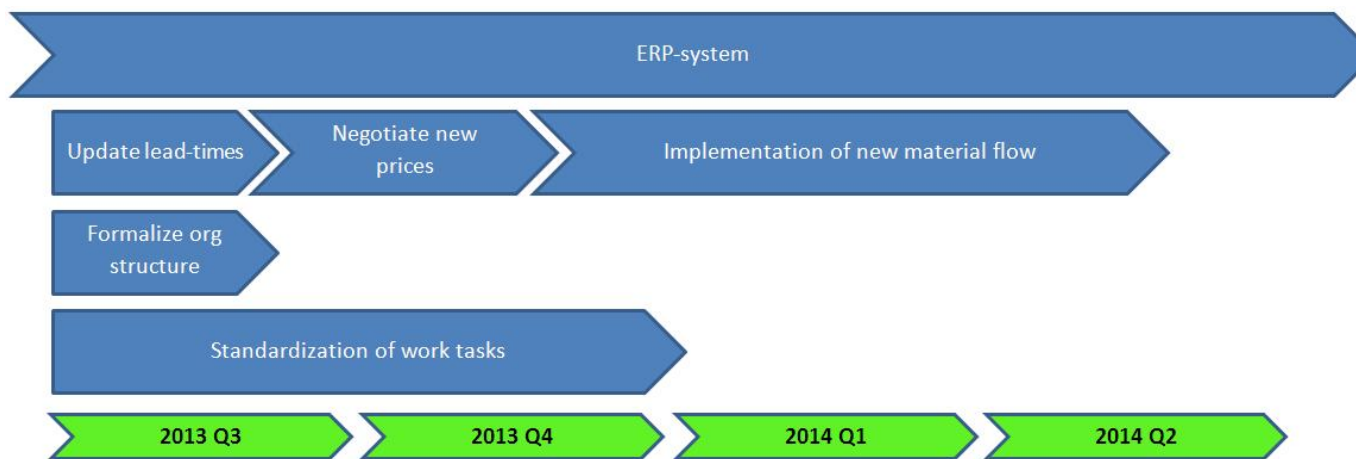 ERP-system
Update lead-times
Negotiate new
prices
Implementation of new material flow
Formalize org
structure
Standardization of work tasks
2013 Q3
2013 Q4
2014 Q1
2014 Q2